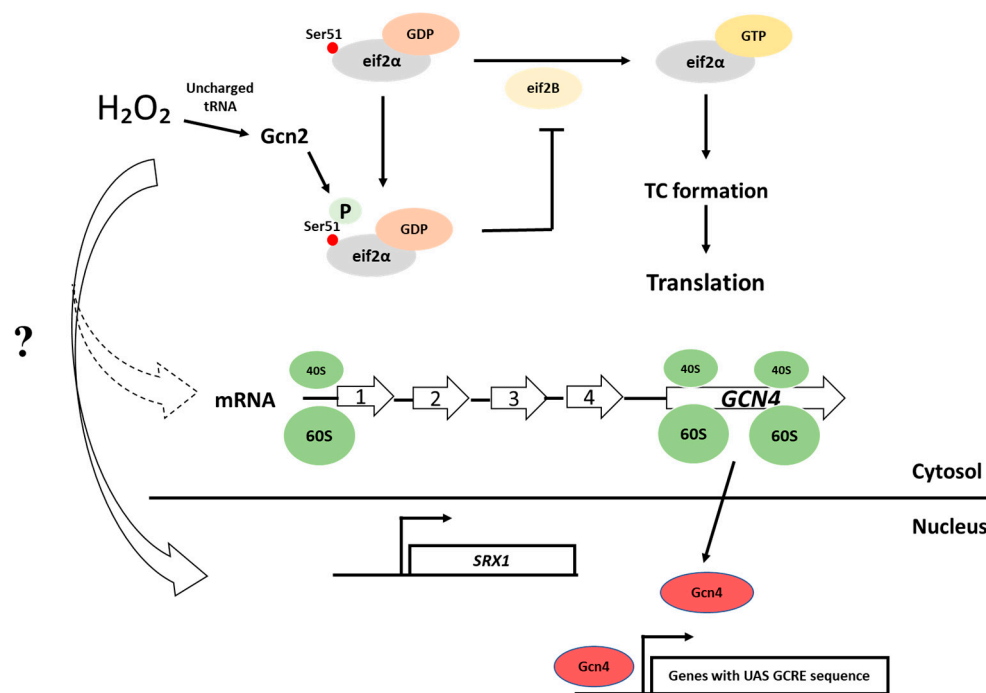 Ser51
GDP
eif2α
GTP
eif2α
eif2B
H₂O₂
Uncharged
tRNA
Gcn2
P
Ser51
GDP
eif2α
TC formation
Translation
?
mRNA
40S
60S
1
2
3
4
GCN4
40S
40S
60S
60S
Cytosol
Nucleus
SRX1
Gcn4
Gcn4
Genes with UAS GCRE sequence